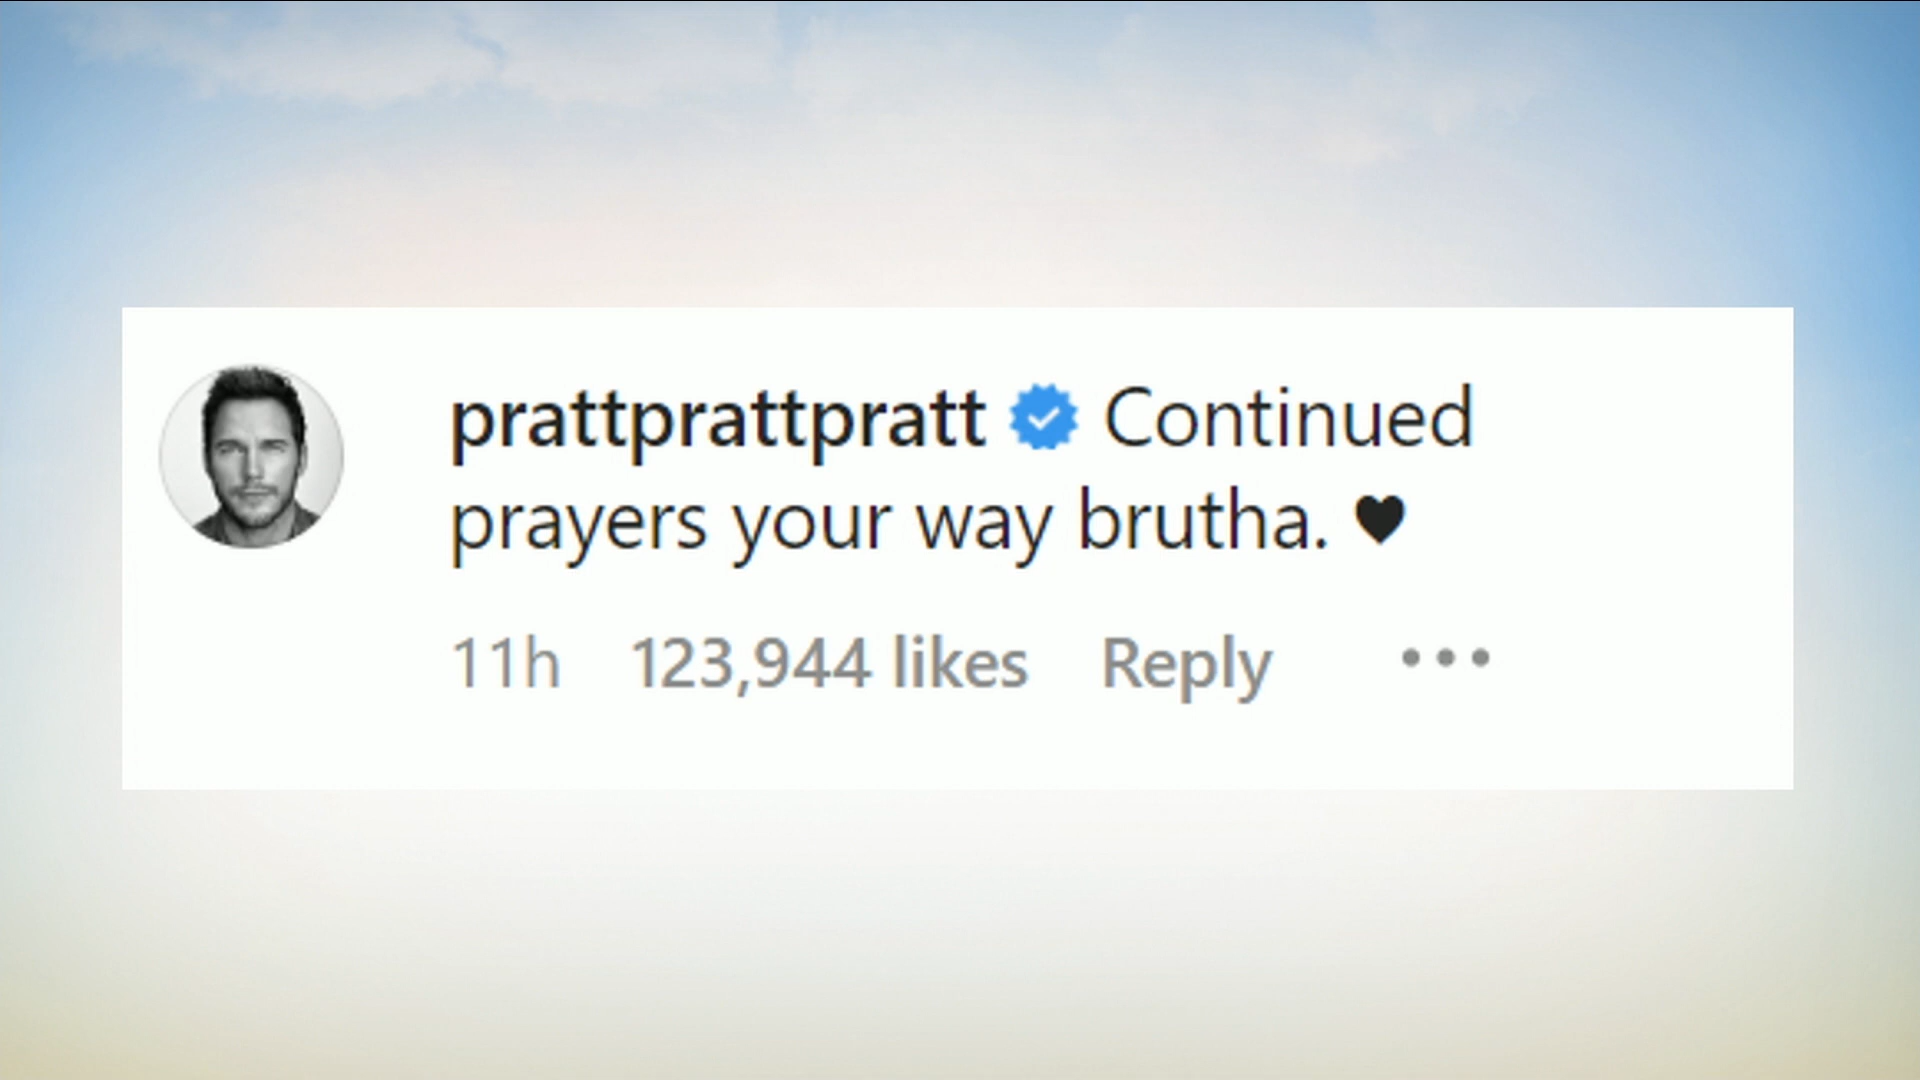 prattprattpratt Continued
prayers your way brutha. ♥
11h 123,944 likes Reply •••